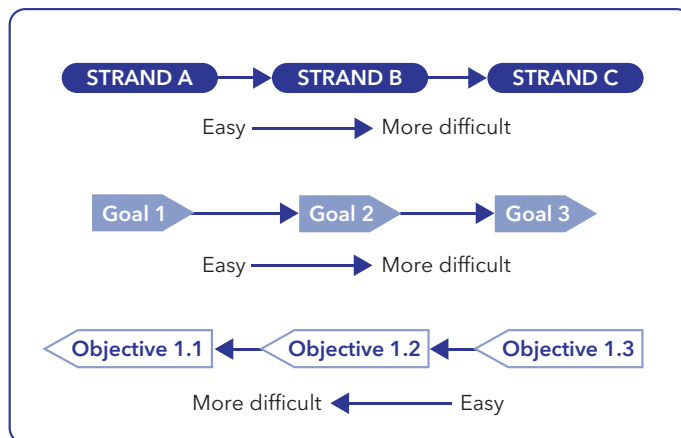 STRAND A STRAND B STRAND C
Easy More difficult
Goal 1 Goal 2 Goal 3
Easy More difficult
Objective 1.1 Objective 1.2 Objective 1.3
More difficult Easy